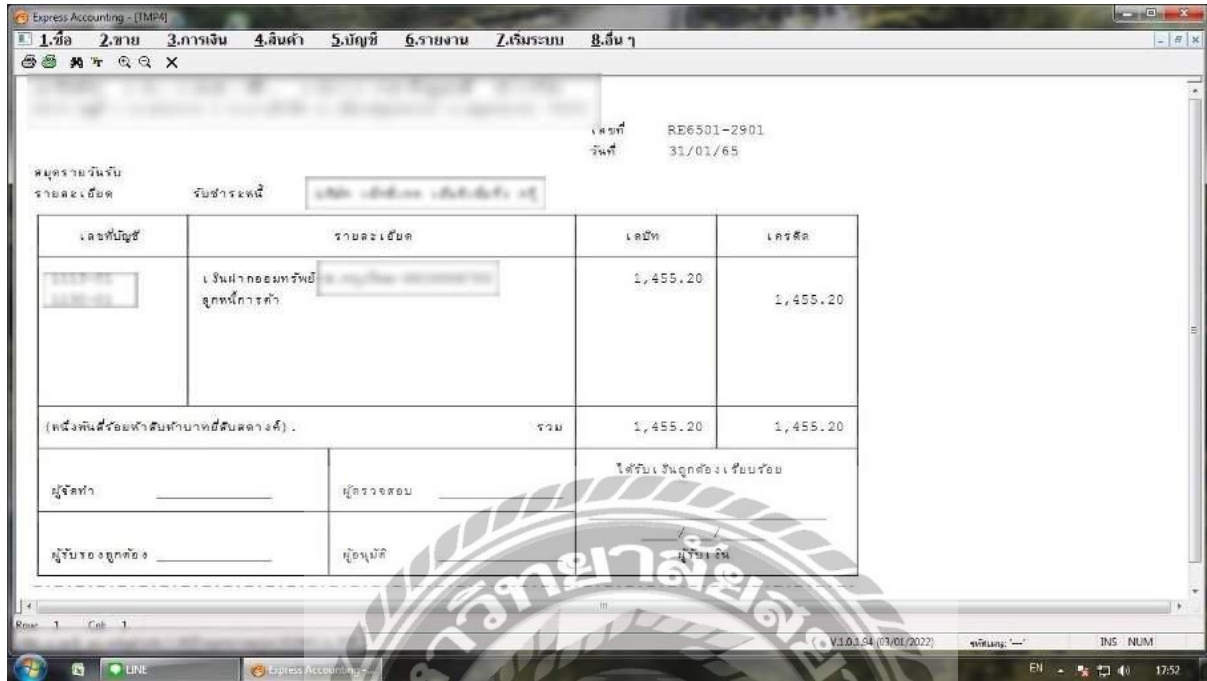 Express Accounting - [TMP4]
1.ซื้อ 2.ขาย 3.การเงิน 4.สินค้า 5.บัญชี 6.รายงาน 7.เริ่มระบบ 8.อื่น ๆ
เลขที่ RE6501-2901
วันที่ 31/01/65
สมุดรายวันรับ
รายละเอียด รับชำระหนี้
เลขที่บัญชี รายละเอียด เดบิท เครดิต
เงินฝากออมทรัพย์ 1,455.20
ลูกหนี้การค้า 1,455.20
(หนึ่งพันสี่ร้อยห้าสิบห้าบาทยี่สิบสตางค์). รวม 1,455.20 1,455.20
ได้รับเงินถูกต้องเรียบร้อย
ผู้จัดทำ ผู้ตรวจสอบ
ผู้รับรองถูกต้อง ผู้อนุมัติ ผู้รับเงิน
Row: 1 Col: 1
V.1.0.1.94 (03/01/2022) รหัสเมนู: '---' INS NUM
LINE Express Accounting -... EN 17:52